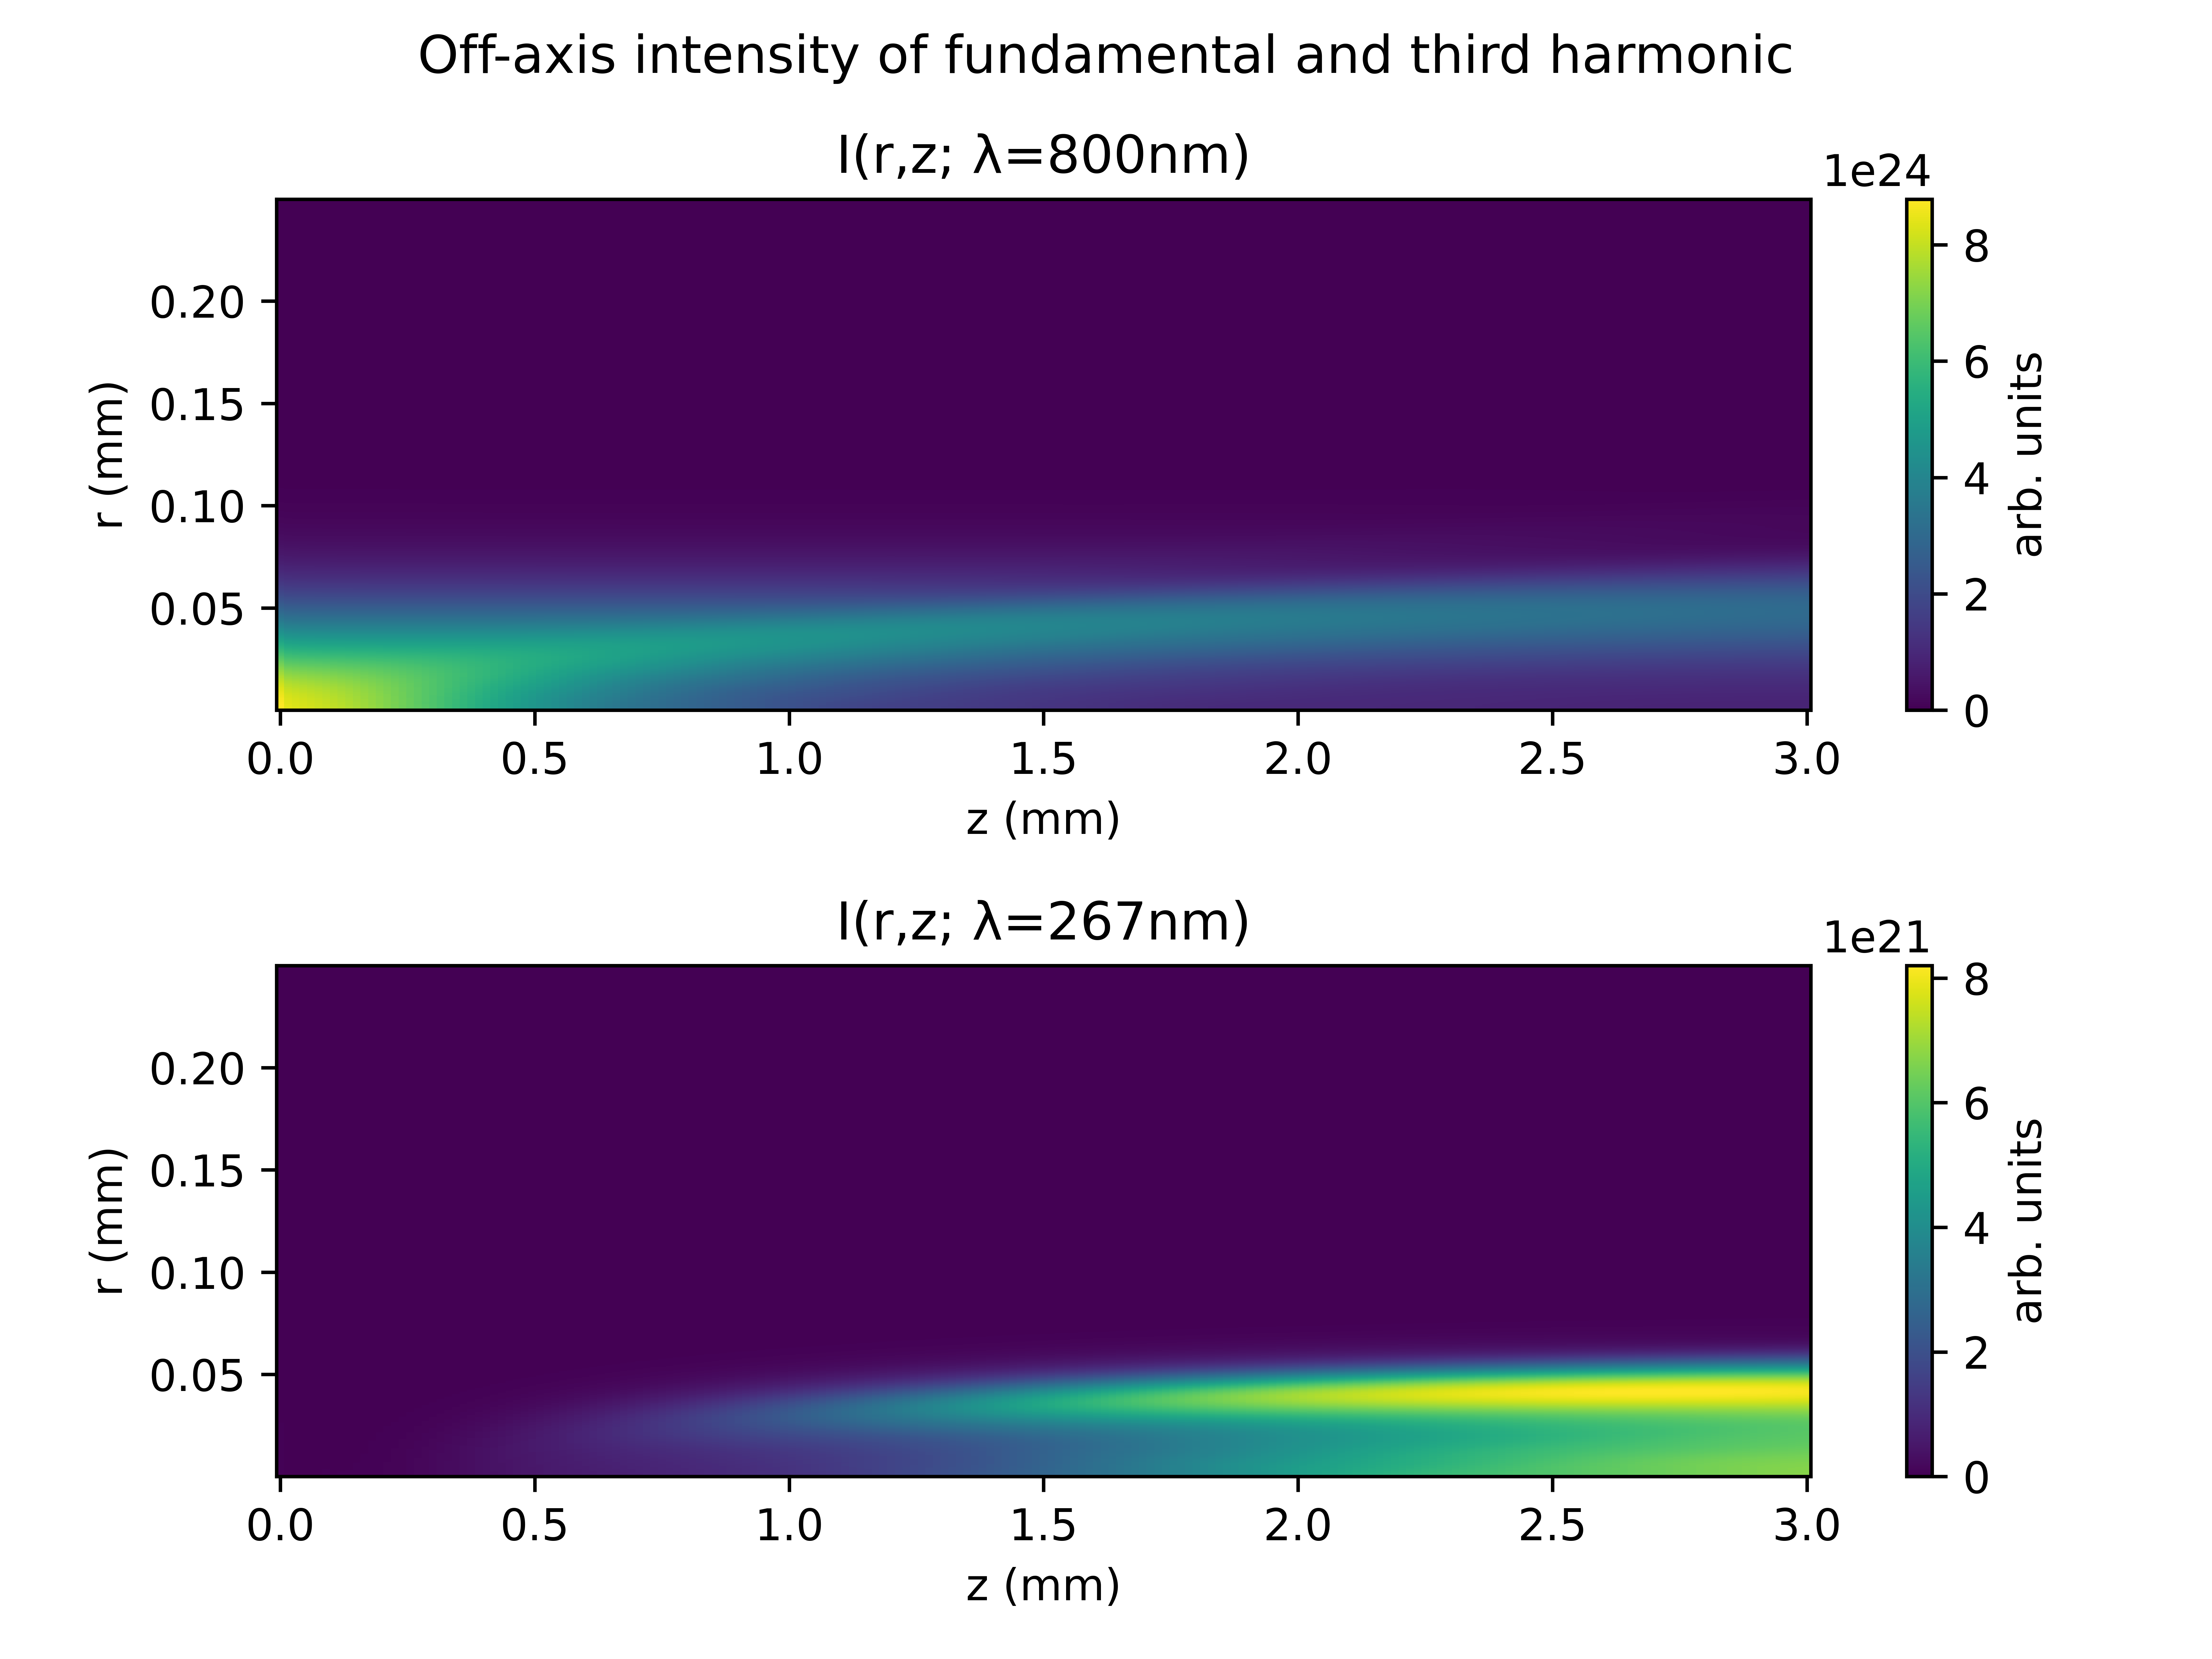 Off-axis intensity of fundamental and third harmonic
I(r,z; λ=800nm)
1e24
r (mm)
0.20
0.15
0.10
0.05
0.0 0.5 1.0 1.5 2.0 2.5 3.0
z (mm)
8
6
4
2
0
arb. units
I(r,z; λ=267nm)
1e21
r (mm)
0.20
0.15
0.10
0.05
0.0 0.5 1.0 1.5 2.0 2.5 3.0
z (mm)
8
6
4
2
0
arb. units